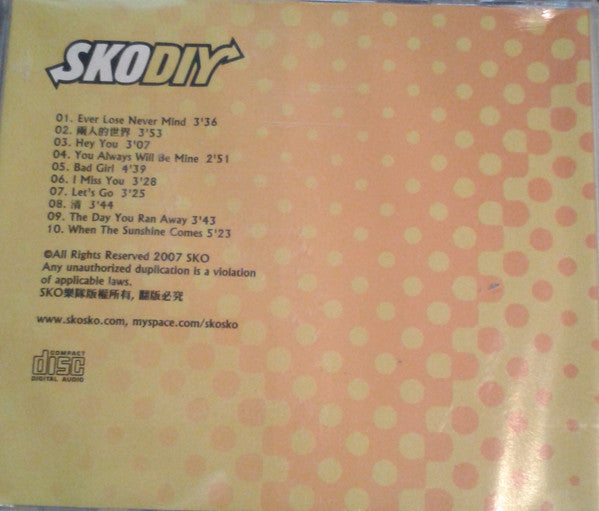 SKODIY
01. Ever Lose Never Mind 3'36
02. 兩人的世界 3'53
03. Hey You 3'07
04. You Always Will Be Mine 2'51
05. Bad Girl 4'39
06. I Miss You 3'28
07. Let's Go 3'25
08. 3'44
09. The Day You Ran Away 3'43
10. When The Sunshine Comes 5'23
©All Rights Reserved 2007 SKO
Any unauthorized duplication is a violation
of applicable laws.
SKO樂隊版權所有, 翻版必究
www.skosko.com, myspace.com/skosko
COMPACT
disc
DIGITAL AUDIO